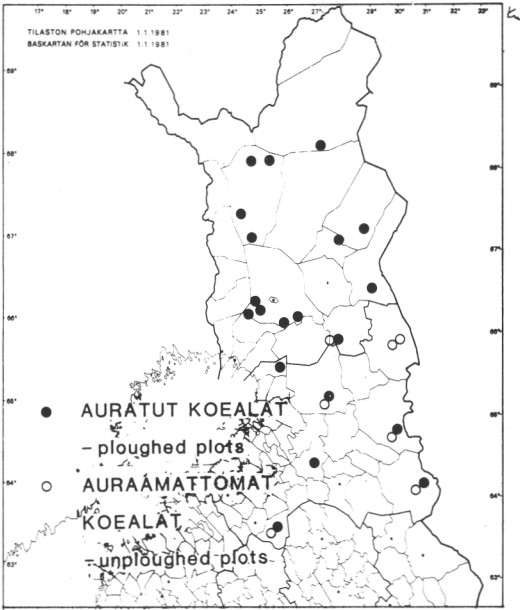 17° 18° 19° 20° 21° 22° 23° 24° 25° 26° 27° 28° 29° 30° 31° 32° 33°
TILASTON POHJAKARTTA 1.1.1981
BASKARTAN FÖR STATISTIK 1.1.1981
69°
68°
67°
66°
65°
64°
63°
AURATUT KOEALAT
– ploughed plots
AURAAMATTOMAT
KOEALAT
– unploughed plots